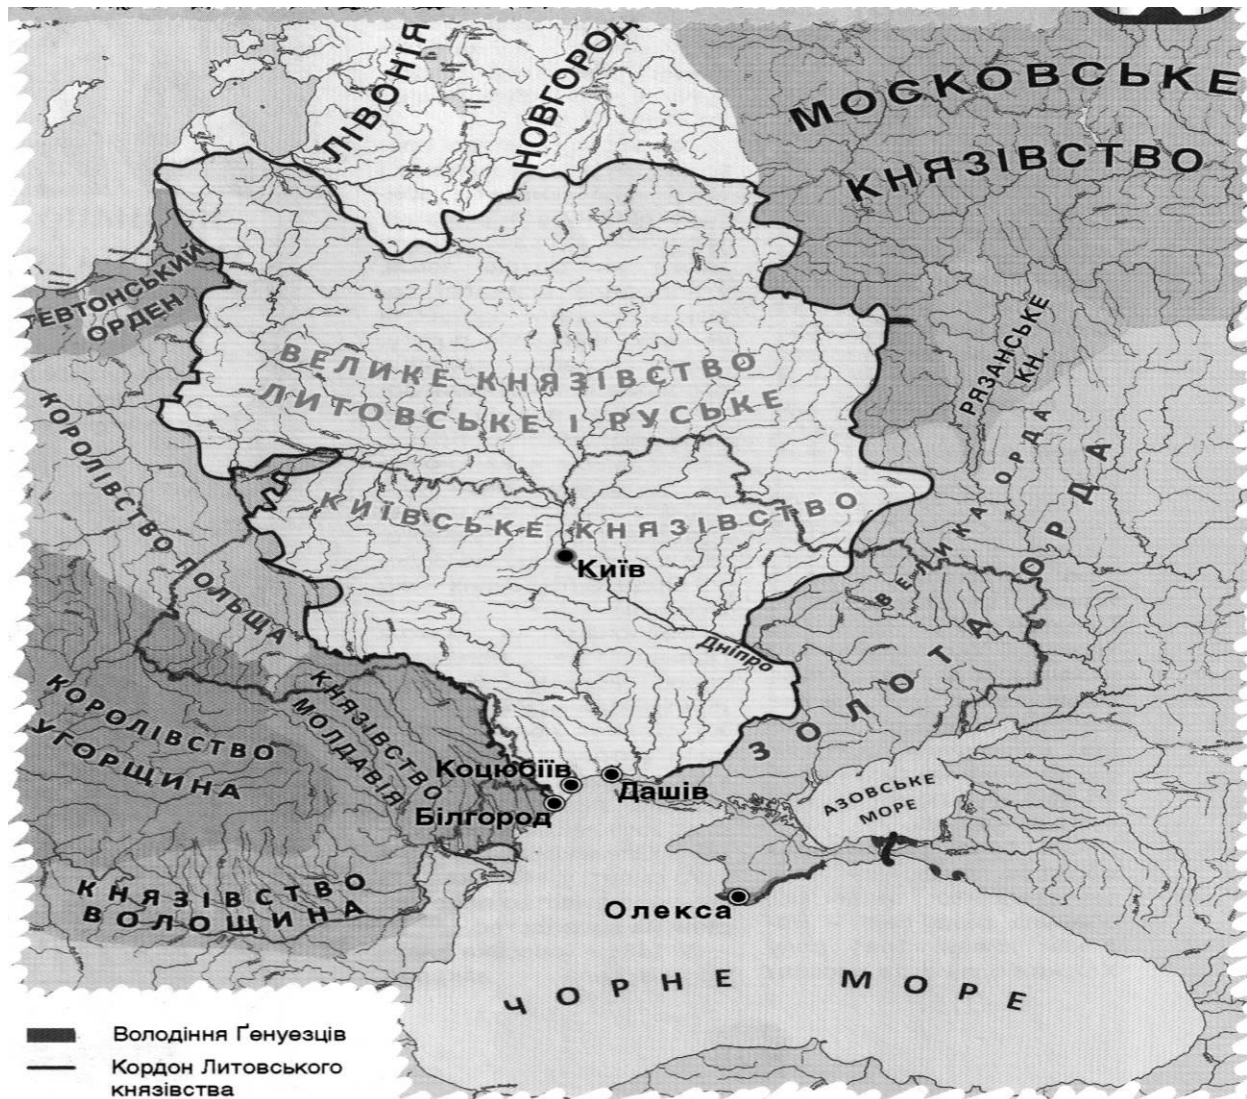 ЛІВОНІЯ
НОВГОРОД
МОСКОВСЬКЕ
КНЯЗІВСТВО
ТЕВТОНСЬКИЙ
ОРДЕН
РЯЗАНСЬКЕ
КН.
ВЕЛИКЕ КНЯЗІВСТВО
ЛИТОВСЬКЕ І РУСЬКЕ
КОРОЛІВСТВО ПОЛЬЩА
КИЇВСЬКЕ КНЯЗІВСТВО
ВЕЛИКА ОРДА
ЗОЛОТА ОРДА
Київ
Дніпро
КОРОЛІВСТВО
УГОРЩИНА
КНЯЗІВСТВО
МОЛДАВІЯ
Коцюбіїв
Дашів
Білгород
АЗОВСЬКЕ
МОРЕ
КНЯЗІВСТВО
ВОЛОЩИНА
Олекса
ЧОРНЕ МОРЕ
Володіння Ґенуезців
Кордон Литовського
князівства